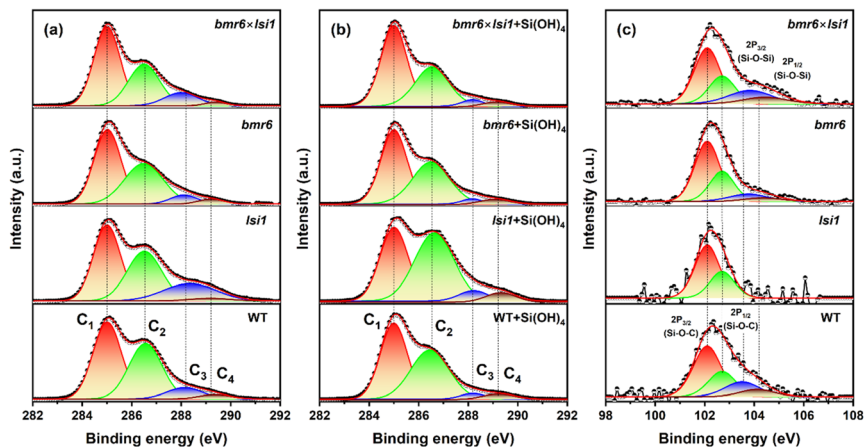 (a)
bmr6×lsi1
bmr6
lsi1
WT
C₁
C₂
C₃
C₄
Intensity (a.u.)
282 284 286 288 290 292
Binding energy (eV)
(b)
bmr6×lsi1+Si(OH)₄
bmr6+Si(OH)₄
lsi1+Si(OH)₄
WT+Si(OH)₄
C₁
C₂
C₃
C₄
Intensity (a.u.)
282 284 286 288 290 292
Binding energy (eV)
(c)
bmr6×lsi1
2P₃/₂
(Si-O-Si)
2P₁/₂
(Si-O-Si)
bmr6
lsi1
WT
2P₃/₂
(Si-O-C)
2P₁/₂
(Si-O-C)
Intensity (a.u.)
98 100 102 104 106 108
Binding energy (eV)